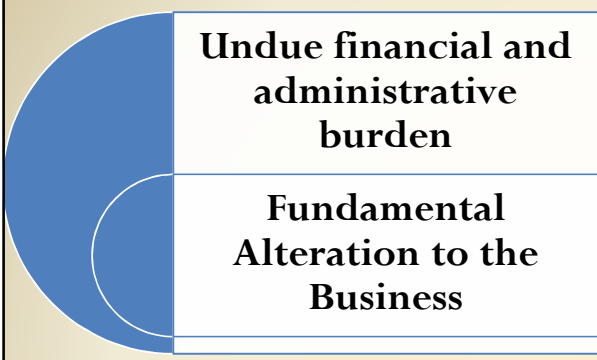 Undue financial and
administrative
burden
Fundamental
Alteration to the
Business